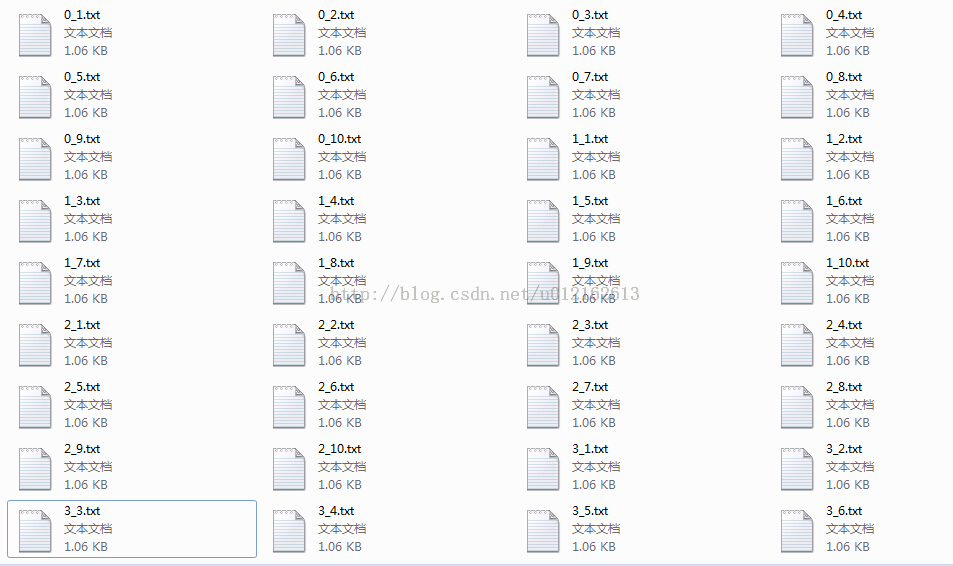 0_1.txt
文本文档
1.06 KB
0_2.txt
文本文档
1.06 KB
0_3.txt
文本文档
1.06 KB
0_4.txt
文本文档
1.06 KB
0_5.txt
文本文档
1.06 KB
0_6.txt
文本文档
1.06 KB
0_7.txt
文本文档
1.06 KB
0_8.txt
文本文档
1.06 KB
0_9.txt
文本文档
1.06 KB
0_10.txt
文本文档
1.06 KB
1_1.txt
文本文档
1.06 KB
1_2.txt
文本文档
1.06 KB
1_3.txt
文本文档
1.06 KB
1_4.txt
文本文档
1.06 KB
1_5.txt
文本文档
1.06 KB
1_6.txt
文本文档
1.06 KB
1_7.txt
文本文档
1.06 KB
1_8.txt
文本文档
1.06 KB
1_9.txt
文本文档
1.06 KB
1_10.txt
文本文档
1.06 KB
http://blog.csdn.net/u012162613
2_1.txt
文本文档
1.06 KB
2_2.txt
文本文档
1.06 KB
2_3.txt
文本文档
1.06 KB
2_4.txt
文本文档
1.06 KB
2_5.txt
文本文档
1.06 KB
2_6.txt
文本文档
1.06 KB
2_7.txt
文本文档
1.06 KB
2_8.txt
文本文档
1.06 KB
2_9.txt
文本文档
1.06 KB
2_10.txt
文本文档
1.06 KB
3_1.txt
文本文档
1.06 KB
3_2.txt
文本文档
1.06 KB
3_3.txt
文本文档
1.06 KB
3_4.txt
文本文档
1.06 KB
3_5.txt
文本文档
1.06 KB
3_6.txt
文本文档
1.06 KB